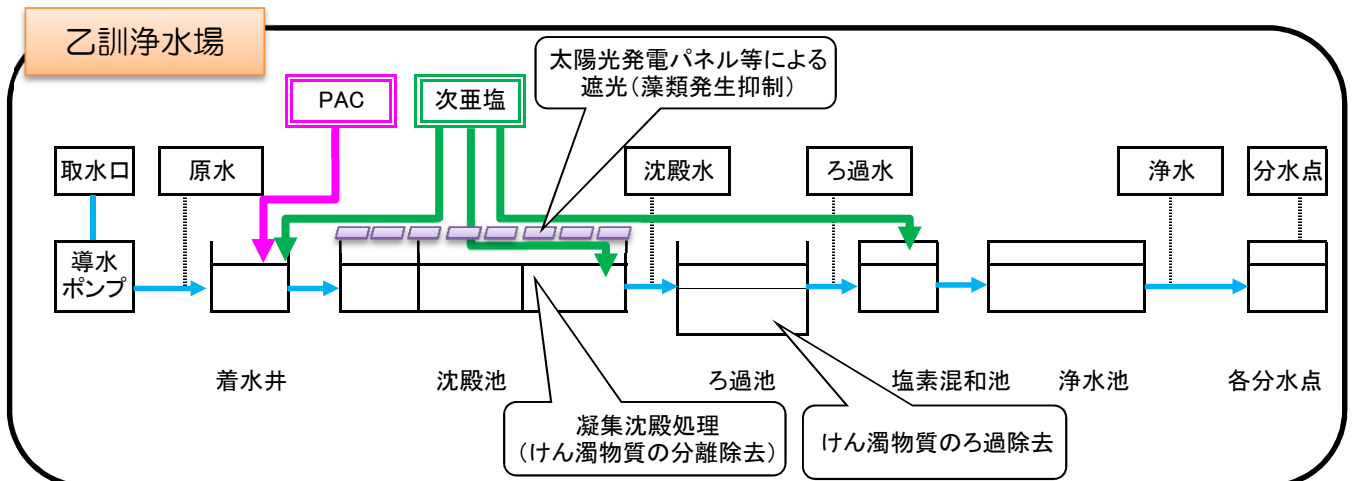 乙訓浄水場
太陽光発電パネル等による
遮光(藻類発生抑制)
PAC
次亜塩
取水口
原水
沈殿水
ろ過水
浄水
分水点
導水
ポンプ
着水井
沈殿池
ろ過池
塩素混和池
浄水池
各分水点
凝集沈殿処理
(けん濁物質の分離除去)
けん濁物質のろ過除去